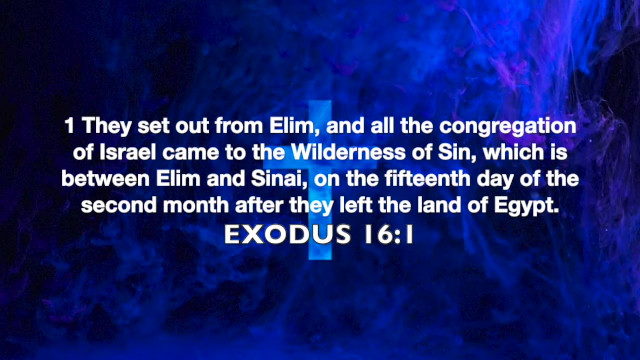 1 They set out from Elim, and all the congregation
of Israel came to the Wilderness of Sin, which is
between Elim and Sinai, on the fifteenth day of the
second month after they left the land of Egypt.
EXODUS 16:1